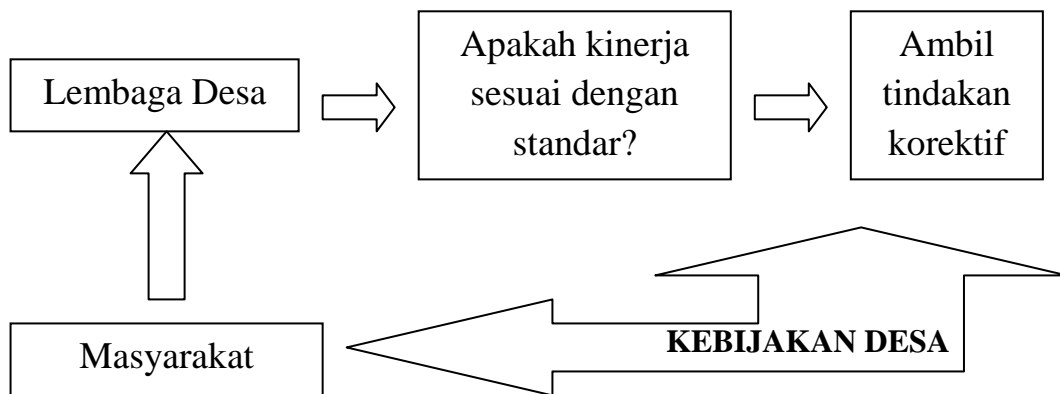 Lembaga Desa
Apakah kinerja
sesuai dengan
standar?
Ambil
tindakan
korektif
Masyarakat
KEBIJAKAN DESA